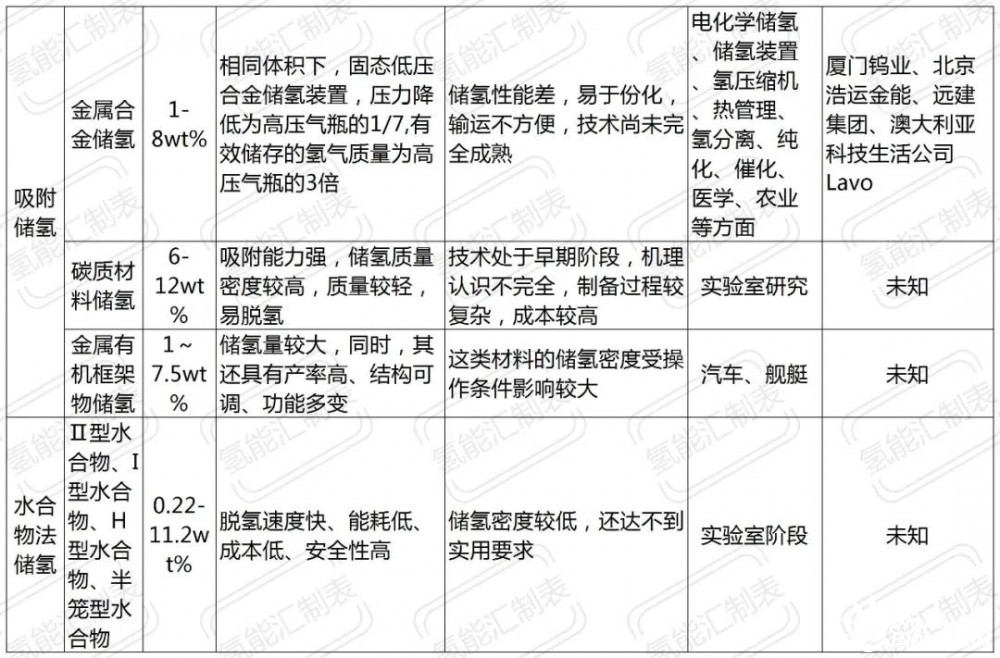 吸附
储氢
金属合
金储氢
1-
8wt%
相同体积下，固态低压
合金储氢装置，压力降
低为高压气瓶的1/7,有
效储存的氢气质量为高
压气瓶的3倍
储氢性能差，易于份化，
输运不方便，技术尚未完
全成熟
电化学储氢
、储氢装置
、氢压缩机
、热管理、
氢分离、纯
化、催化、
医学、农业
等方面
厦门钨业、北京
浩运金能、远建
集团、澳大利亚
科技生活公司
Lavo
碳质材
料储氢
6-
12wt
%
吸附能力强，储氢质量
密度较高，质量较轻，
易脱氢
技术处于早期阶段，机理
认识不完全，制备过程较
复杂，成本较高
实验室研究
未知
金属有
机框架
物储氢
1～
7.5wt
%
储氢量较大，同时，其
还具有产率高、结构可
调、功能多变
这类材料的储氢密度受操
作条件影响较大
汽车、舰艇
未知
水合
物法
储氢
Ⅱ型水
合物、I
型水合
物、H
型水合
物、半
笼型水
合物
0.22-
11.2w
t%
脱氢速度快、能耗低、
成本低、安全性高
储氢密度较低，还达不到
实用要求
实验室阶段
未知
氢能汇制表